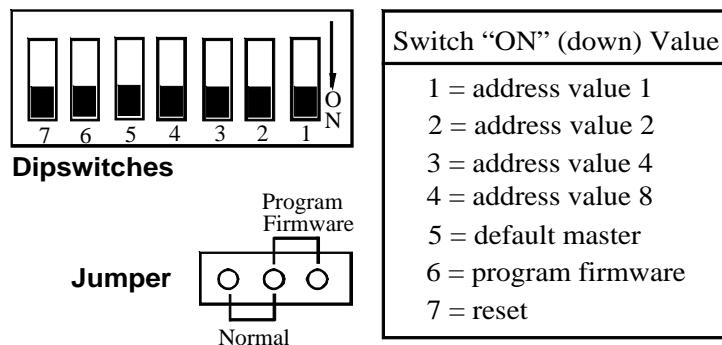 O
N
7 6 5 4 3 2 1
Dipswitches
Program
Firmware
Jumper
Normal
Switch “ON” (down) Value
1 = address value 1
2 = address value 2
3 = address value 4
4 = address value 8
5 = default master
6 = program firmware
7 = reset